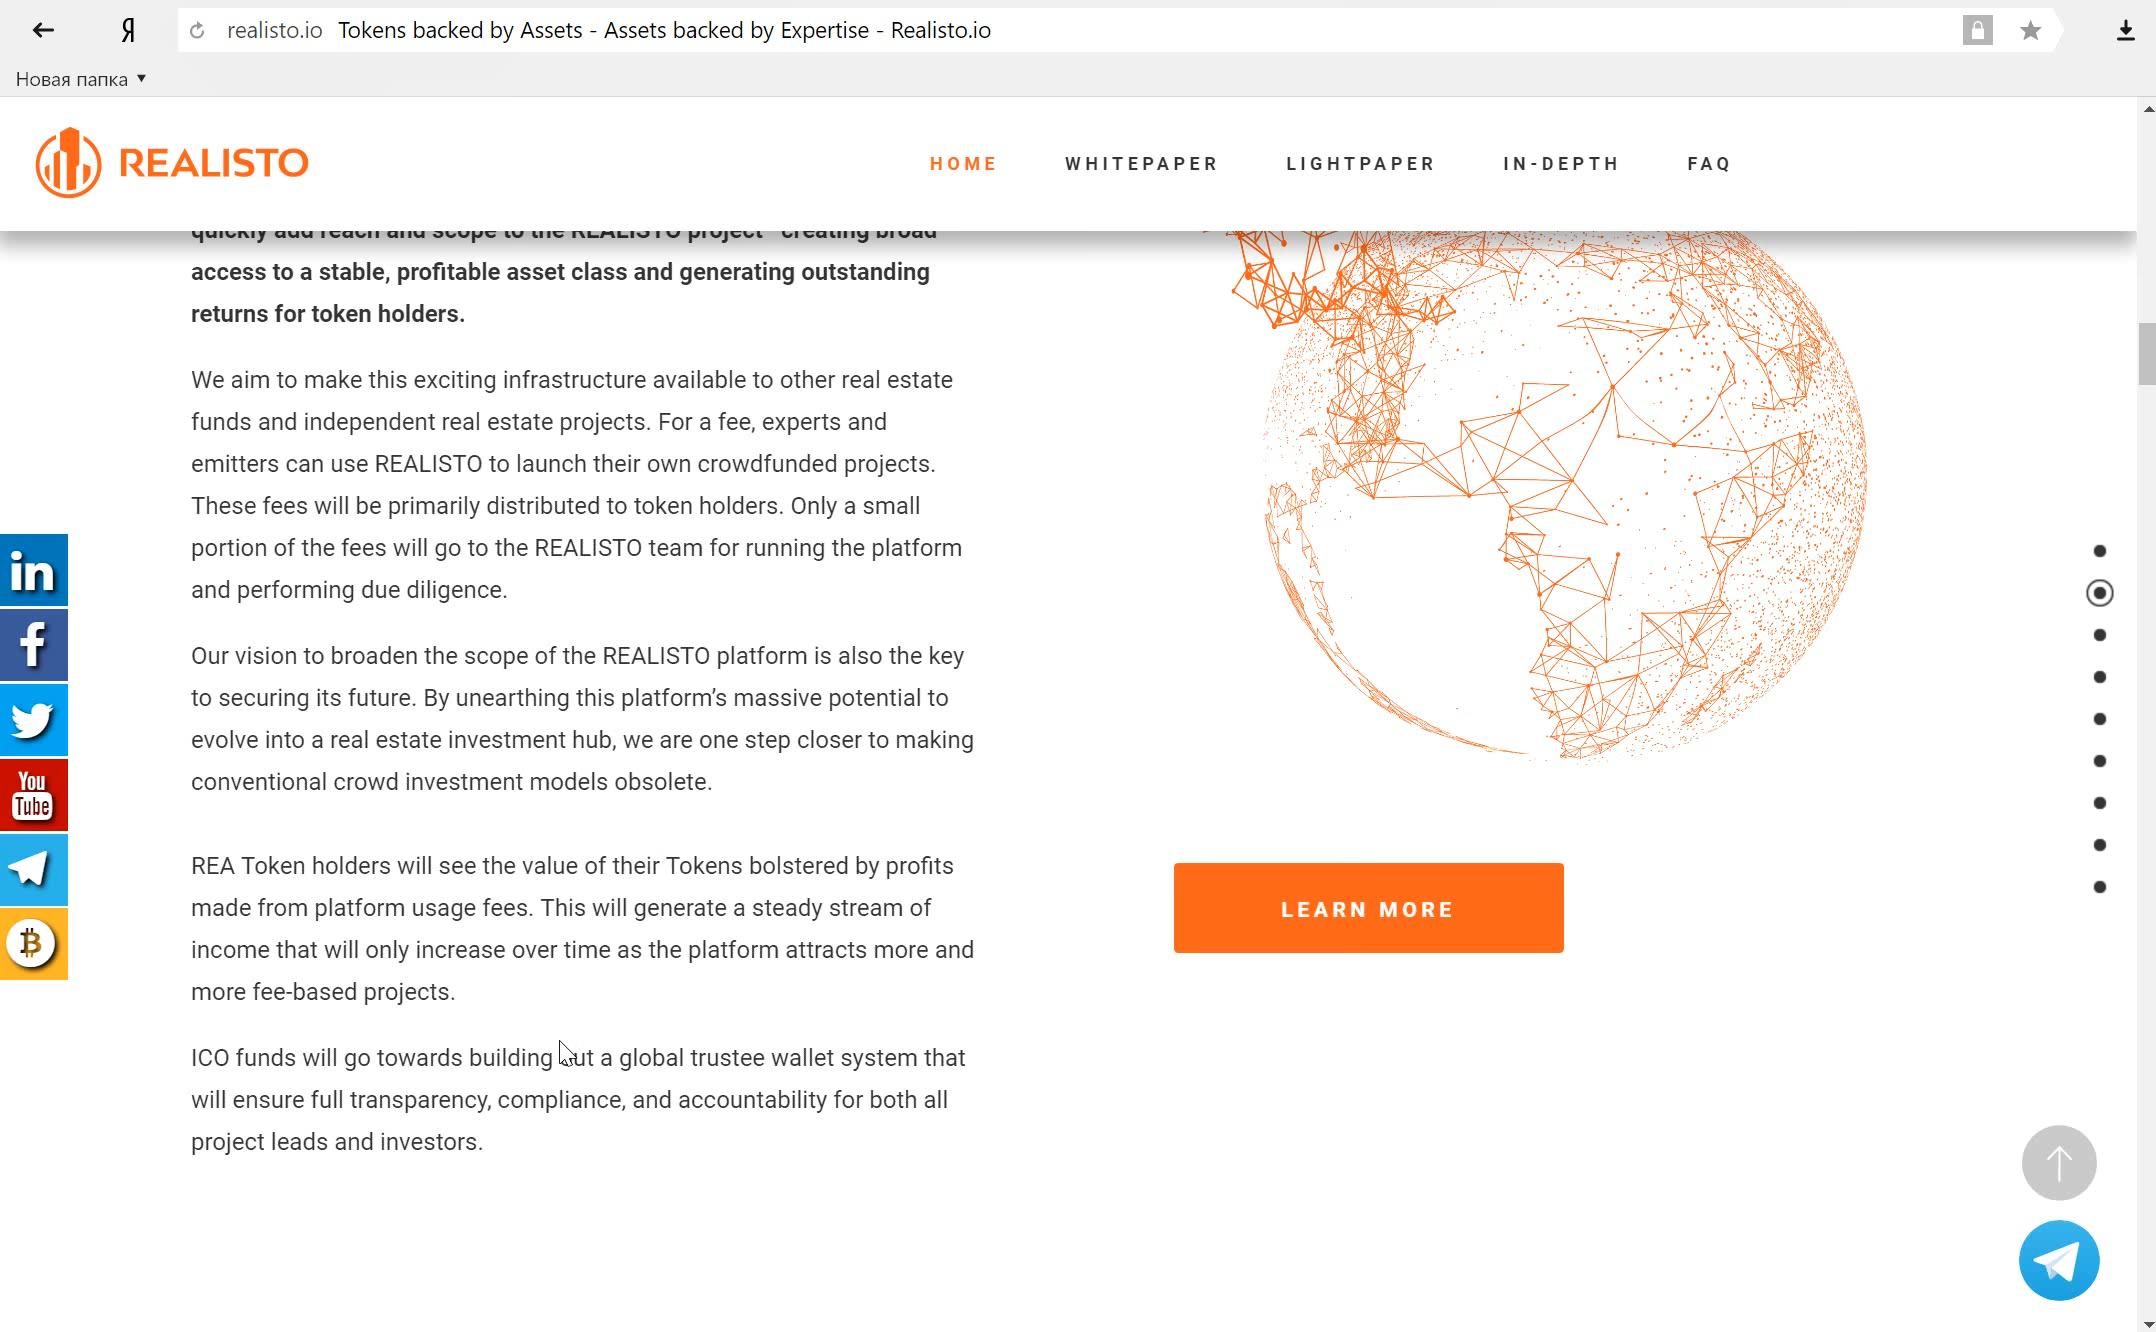 Я
realisto.io Tokens backed by Assets - Assets backed by Expertise - Realisto.io
Новая папка
REALISTO
HOME WHITEPAPER LIGHTPAPER IN-DEPTH FAQ
quickly add reach and scope to the REALISTO project creating broad
access to a stable, profitable asset class and generating outstanding
returns for token holders.
We aim to make this exciting infrastructure available to other real estate
funds and independent real estate projects. For a fee, experts and
emitters can use REALISTO to launch their own crowdfunded projects.
These fees will be primarily distributed to token holders. Only a small
portion of the fees will go to the REALISTO team for running the platform
and performing due diligence.
Our vision to broaden the scope of the REALISTO platform is also the key
to securing its future. By unearthing this platform’s massive potential to
evolve into a real estate investment hub, we are one step closer to making
conventional crowd investment models obsolete.
REA Token holders will see the value of their Tokens bolstered by profits
made from platform usage fees. This will generate a steady stream of
income that will only increase over time as the platform attracts more and
more fee-based projects.
ICO funds will go towards building out a global trustee wallet system that
will ensure full transparency, compliance, and accountability for both all
project leads and investors.
LEARN MORE
in
f
You
Tube